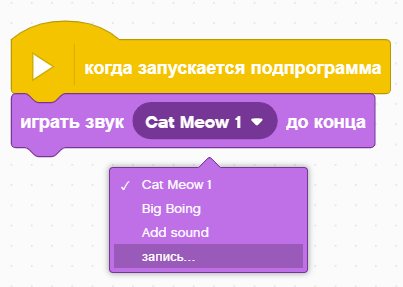 когда запускается подпрограмма
играть звук Cat Meow 1 до конца
Cat Meow 1
Big Boing
Add sound
запись...